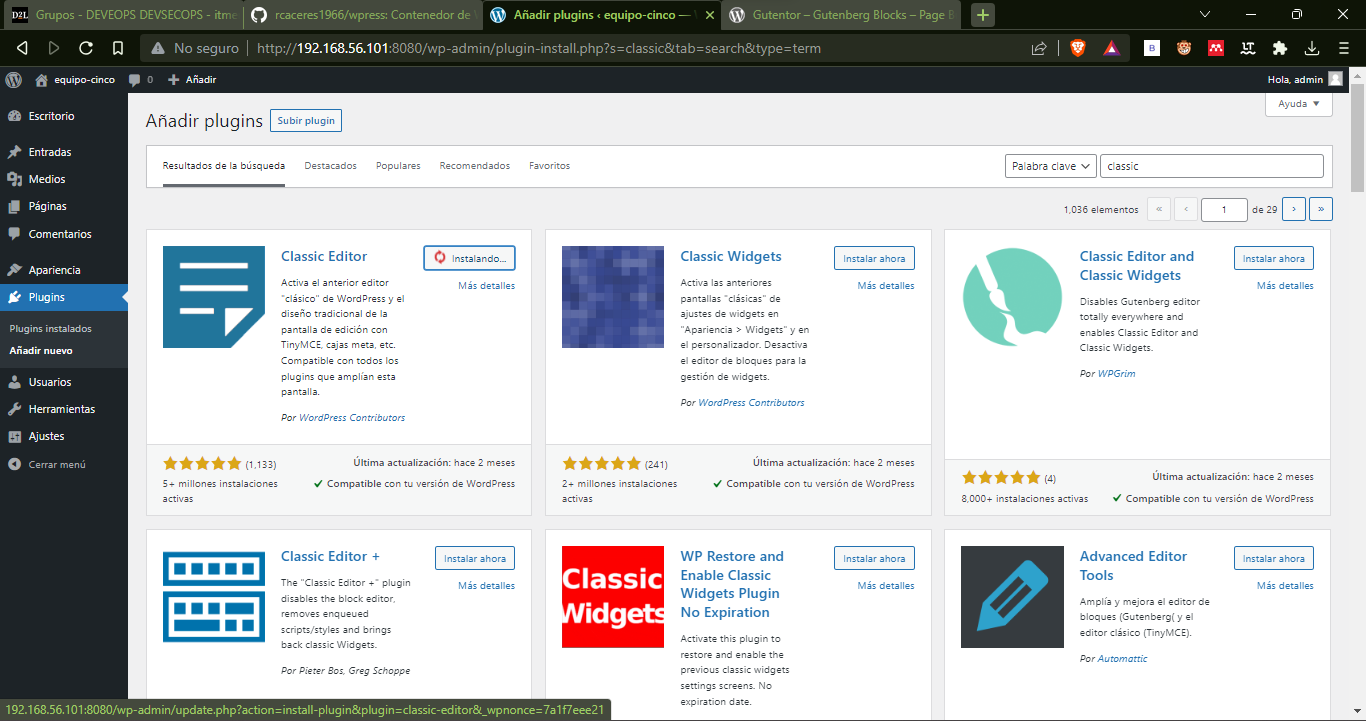 D2L Grupos - DEVEOPS DEVSECOPS - itme
rcaceres1966/wpress: Contenedor de W
Añadir plugins ‹ equipo-cinco —
Gutentor – Gutenberg Blocks – Page B
No seguro
http://192.168.56.101:8080/wp-admin/plugin-install.php?s=classic&tab=search&type=term
equipo-cinco
0
Añadir
Hola, admin
Escritorio
Entradas
Medios
Páginas
Comentarios
Apariencia
Plugins
Plugins instalados
Añadir nuevo
Usuarios
Herramientas
Ajustes
Cerrar menú
Ayuda
Añadir plugins
Subir plugin
Resultados de la búsqueda
Destacados
Populares
Recomendados
Favoritos
Palabra clave
classic
1,036 elementos
«
‹
1
de 29
›
»
Classic Editor
Instalando...
Más detalles
Activa el anterior editor
"clásico" de WordPress y el
diseño tradicional de la
pantalla de edición con
TinyMCE, cajas meta, etc.
Compatible con todos los
plugins que amplían esta
pantalla.
Por WordPress Contributors
(1,133)
5+ millones instalaciones
activas
Última actualización: hace 2 meses
Compatible con tu versión de WordPress
Classic Widgets
Instalar ahora
Más detalles
Activa las anteriores
pantallas "clásicas" de
ajustes de widgets en
"Apariencia > Widgets" y en
el personalizador. Desactiva
el editor de bloques para la
gestión de widgets.
Por WordPress Contributors
(241)
2+ millones instalaciones
activas
Última actualización: hace 2 meses
Compatible con tu versión de WordPress
Classic Editor and
Classic Widgets
Instalar ahora
Más detalles
Disables Gutenberg editor
totally everywhere and
enables Classic Editor and
Classic Widgets.
Por WPGrim
(4)
8,000+ instalaciones activas
Última actualización: hace 2 meses
Compatible con tu versión de WordPress
Classic Editor +
Instalar ahora
Más detalles
The "Classic Editor +" plugin
disables the block editor,
removes enqueued
scripts/styles and brings
back classic Widgets.
Por Pieter Bos, Greg Schoppe
Classic
Widgets
WP Restore and
Enable Classic
Widgets Plugin
No Expiration
Instalar ahora
Más detalles
Activate this plugin to
restore and enable the
previous classic widgets
settings screens. No
expiration date.
Advanced Editor
Tools
Instalar ahora
Más detalles
Amplía y mejora el editor de
bloques (Gutenberg( y el
editor clásico (TinyMCE).
Por Automattic
192.168.56.101:8080/wp-admin/update.php?action=install-plugin&plugin=classic-editor&_wpnonce=7a1f7eee21